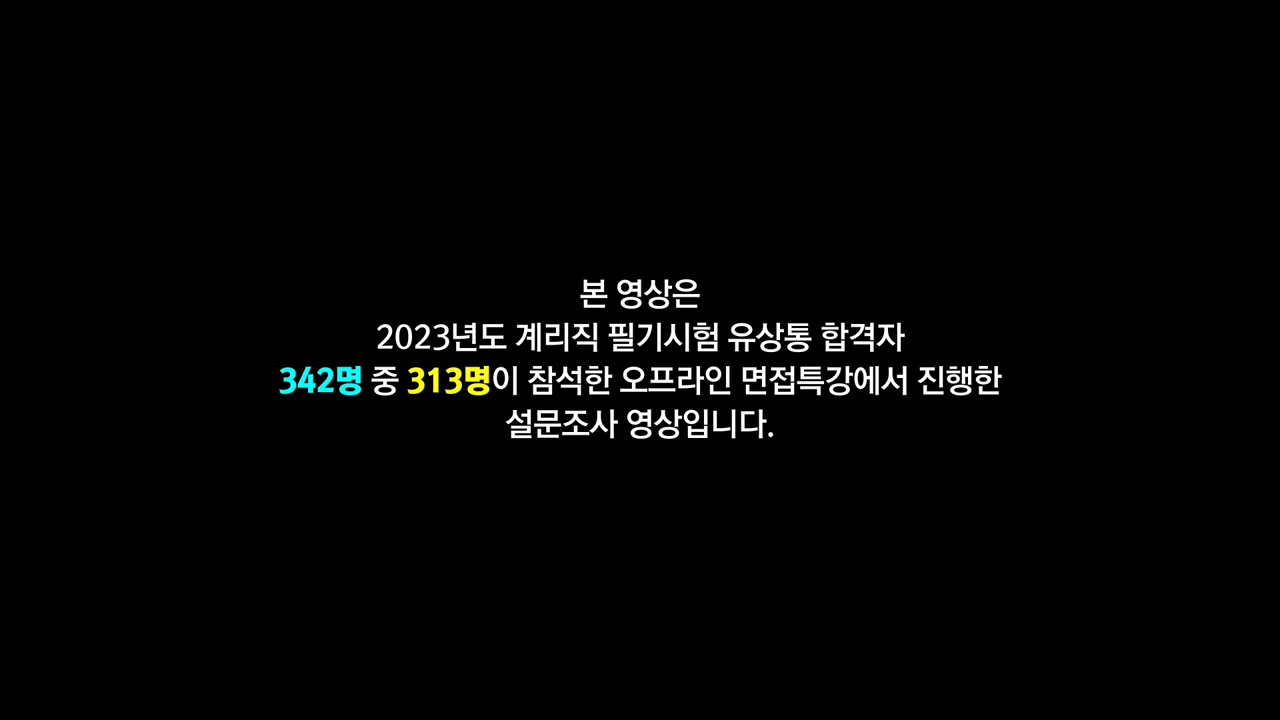 본 영상은
2023년도 계리직 필기시험 유상통 합격자
342명 중 313명이 참석한 오프라인 면접특강에서 진행한
설문조사 영상입니다.